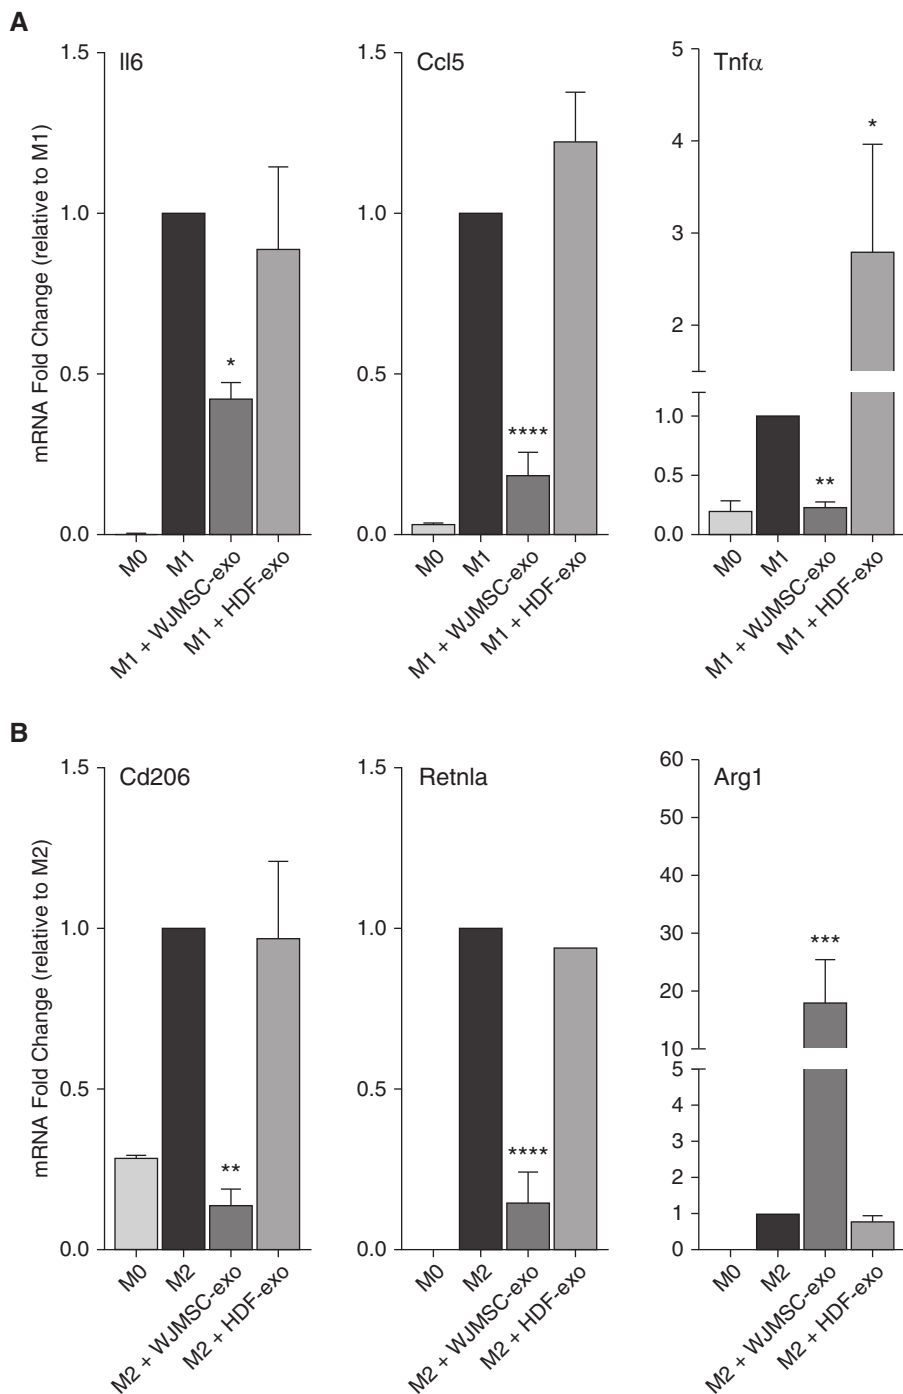 A
mRNA Fold Change (relative to M1)
Il6
1.5
1.0
0.5
0.0
*
M0
M1
M1 + WJMSC-exo
M1 + HDF-exo
Ccl5
1.5
1.0
0.5
0.0
****
M0
M1
M1 + WJMSC-exo
M1 + HDF-exo
Tnfα
5
4
3
2
1.0
0.5
0.0
**
*
M0
M1
M1 + WJMSC-exo
M1 + HDF-exo
B
mRNA Fold Change (relative to M2)
Cd206
1.5
1.0
0.5
0.0
**
M0
M2
M2 + WJMSC-exo
M2 + HDF-exo
Retnla
1.5
1.0
0.5
0.0
****
M0
M2
M2 + WJMSC-exo
M2 + HDF-exo
Arg1
60
50
40
30
20
10
5
4
3
2
1
0
***
M0
M2
M2 + WJMSC-exo
M2 + HDF-exo